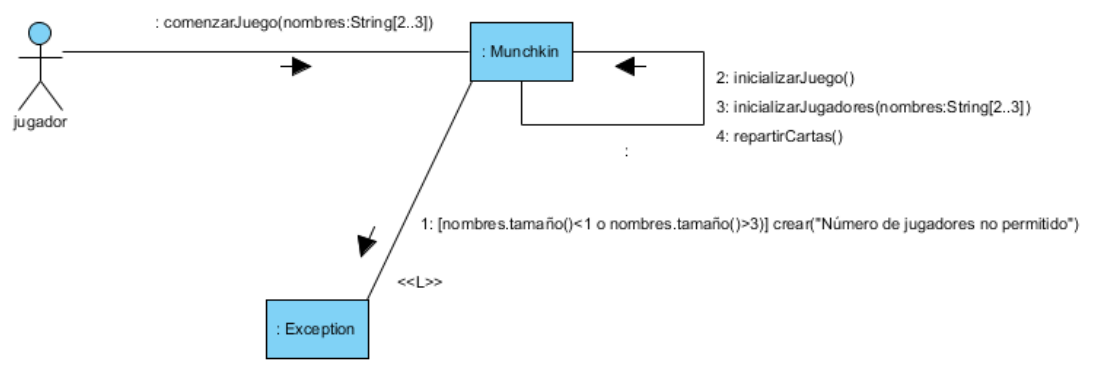 : comenzarJuego(nombres:String[2..3])
: Munchkin
jugador
2: inicializarJuego()
3: inicializarJugadores(nombres:String[2..3])
4: repartirCartas()
:
1: [nombres.tamaño()<1 o nombres.tamaño()>3)] crear("Número de jugadores no permitido")
<<L>>
: Exception